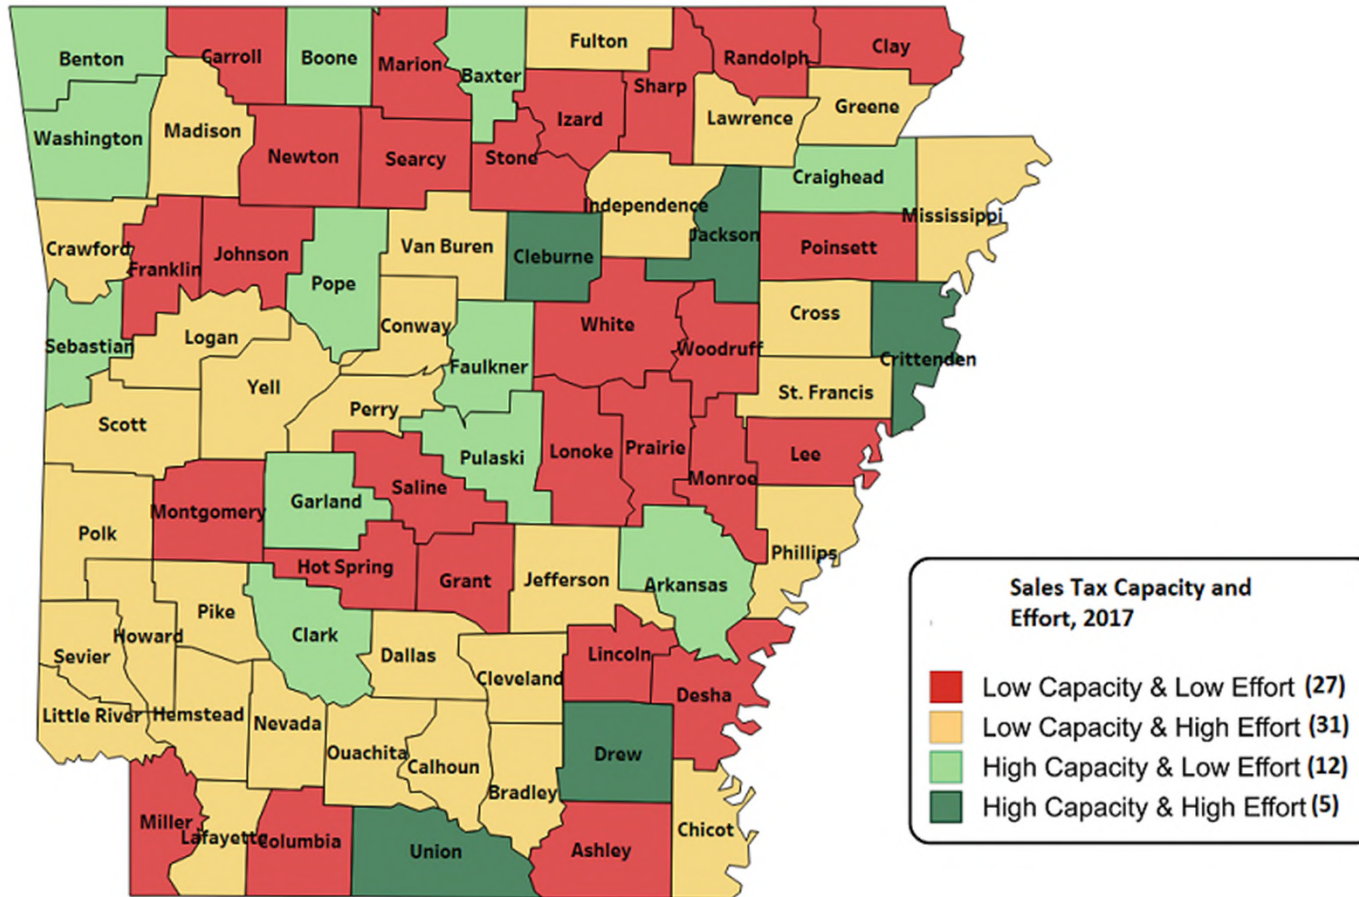 Benton
Carroll
Boone
Marion
Baxter
Fulton
Randolph
Clay
Sharp
Izard
Greene
Lawrence
Washington
Madison
Newton
Searcy
Stone
Craighead
Independence
Mississippi
Jackson
Poinsett
Crawford
Franklin
Johnson
Van Buren
Cleburne
Pope
Conway
White
Cross
Logan
Sebastian
Woodruff
Crittenden
Faulkner
Yell
St. Francis
Perry
Scott
Pulaski
Lonoke
Prairie
Lee
Monroe
Saline
Garland
Montgomery
Polk
Phillips
Hot Spring
Grant
Jefferson
Arkansas
Pike
Howard
Clark
Sevier
Dallas
Cleveland
Lincoln
Desha
Little River
Hemstead
Nevada
Ouachita
Calhoun
Drew
Bradley
Miller
Lafayette
Columbia
Union
Ashley
Chicot
Sales Tax Capacity and
Effort, 2017
Low Capacity & Low Effort (27)
Low Capacity & High Effort (31)
High Capacity & Low Effort (12)
High Capacity & High Effort (5)